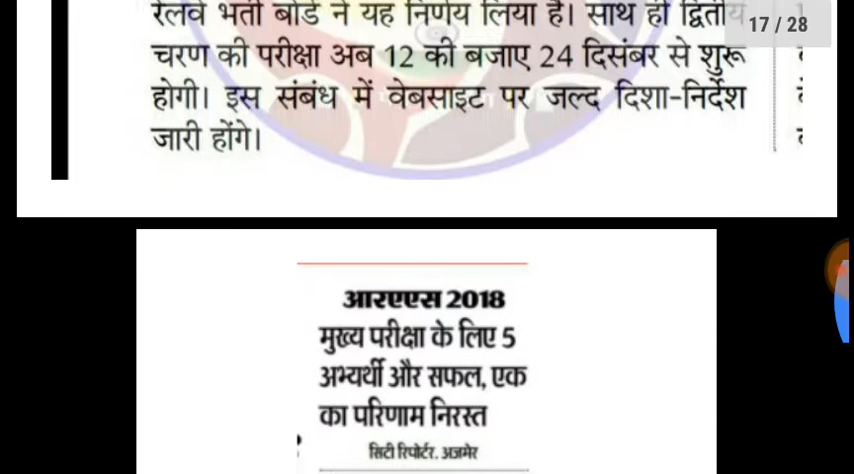 रेलवे भर्ती बोर्ड ने यह निर्णय लिया है। साथ ही द्वितीय
17 / 28
चरण की परीक्षा अब 12 की बजाए 24 दिसंबर से शुरू
होगी। इस संबंध में वेबसाइट पर जल्द दिशा-निर्देश
जारी होंगे।
आरएएस 2018
मुख्य परीक्षा के लिए 5
अभ्यर्थी और सफल, एक
का परिणाम निरस्त
सिटी रिपोर्टर. अजमेर